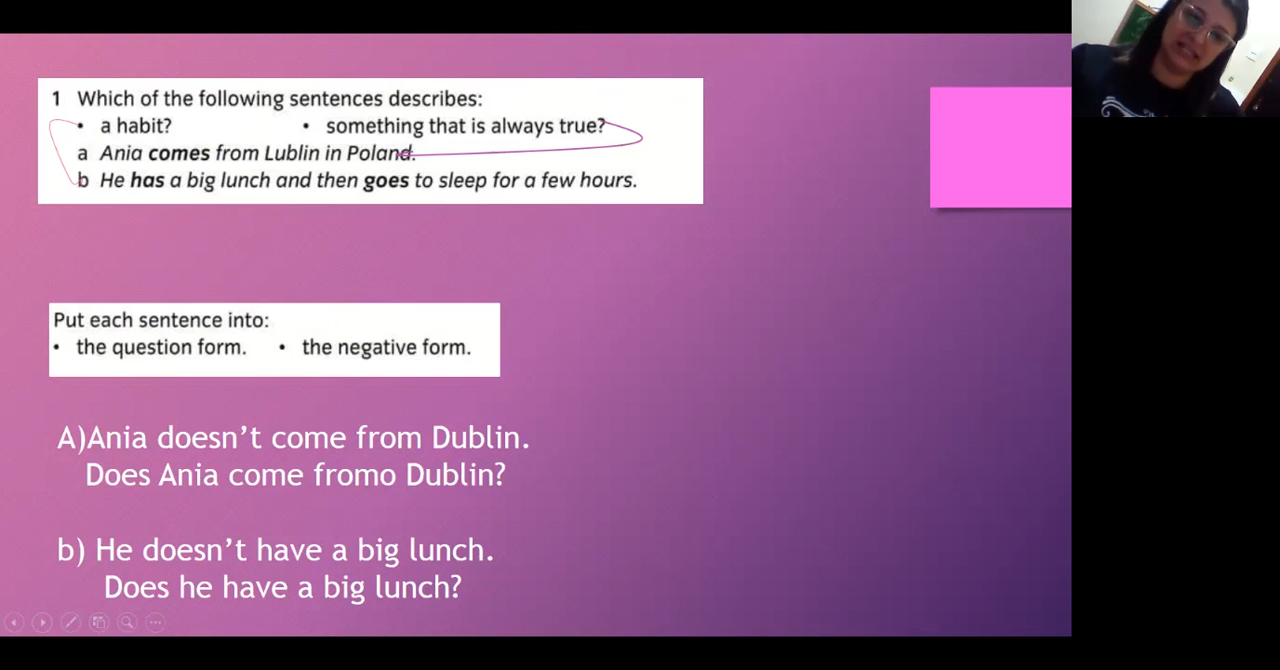 1 Which of the following sentences describes:
• a habit? • something that is always true?
a Ania comes from Lublin in Poland.
b He has a big lunch and then goes to sleep for a few hours.
Put each sentence into:
• the question form. • the negative form.
A)Ania doesn’t come from Dublin.
Does Ania come fromo Dublin?
b) He doesn’t have a big lunch.
Does he have a big lunch?